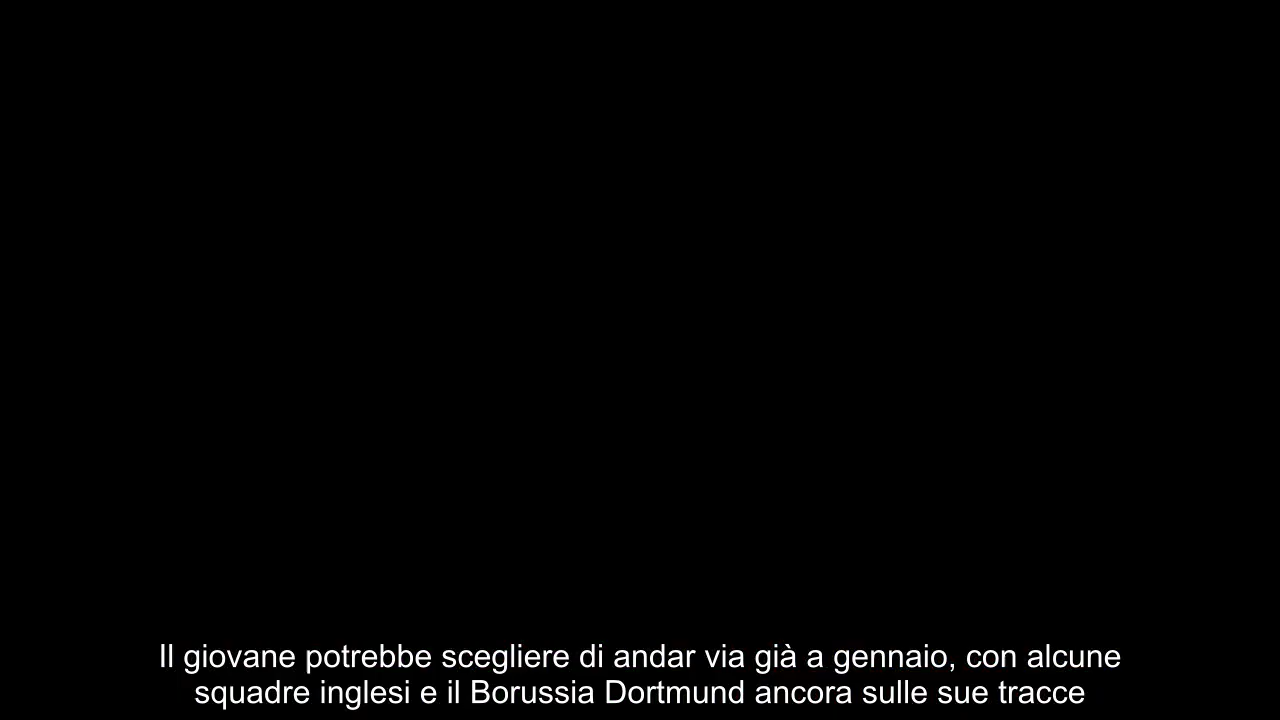 Il giovane potrebbe scegliere di andar via già a gennaio, con alcune
squadre inglesi e il Borussia Dortmund ancora sulle sue tracce